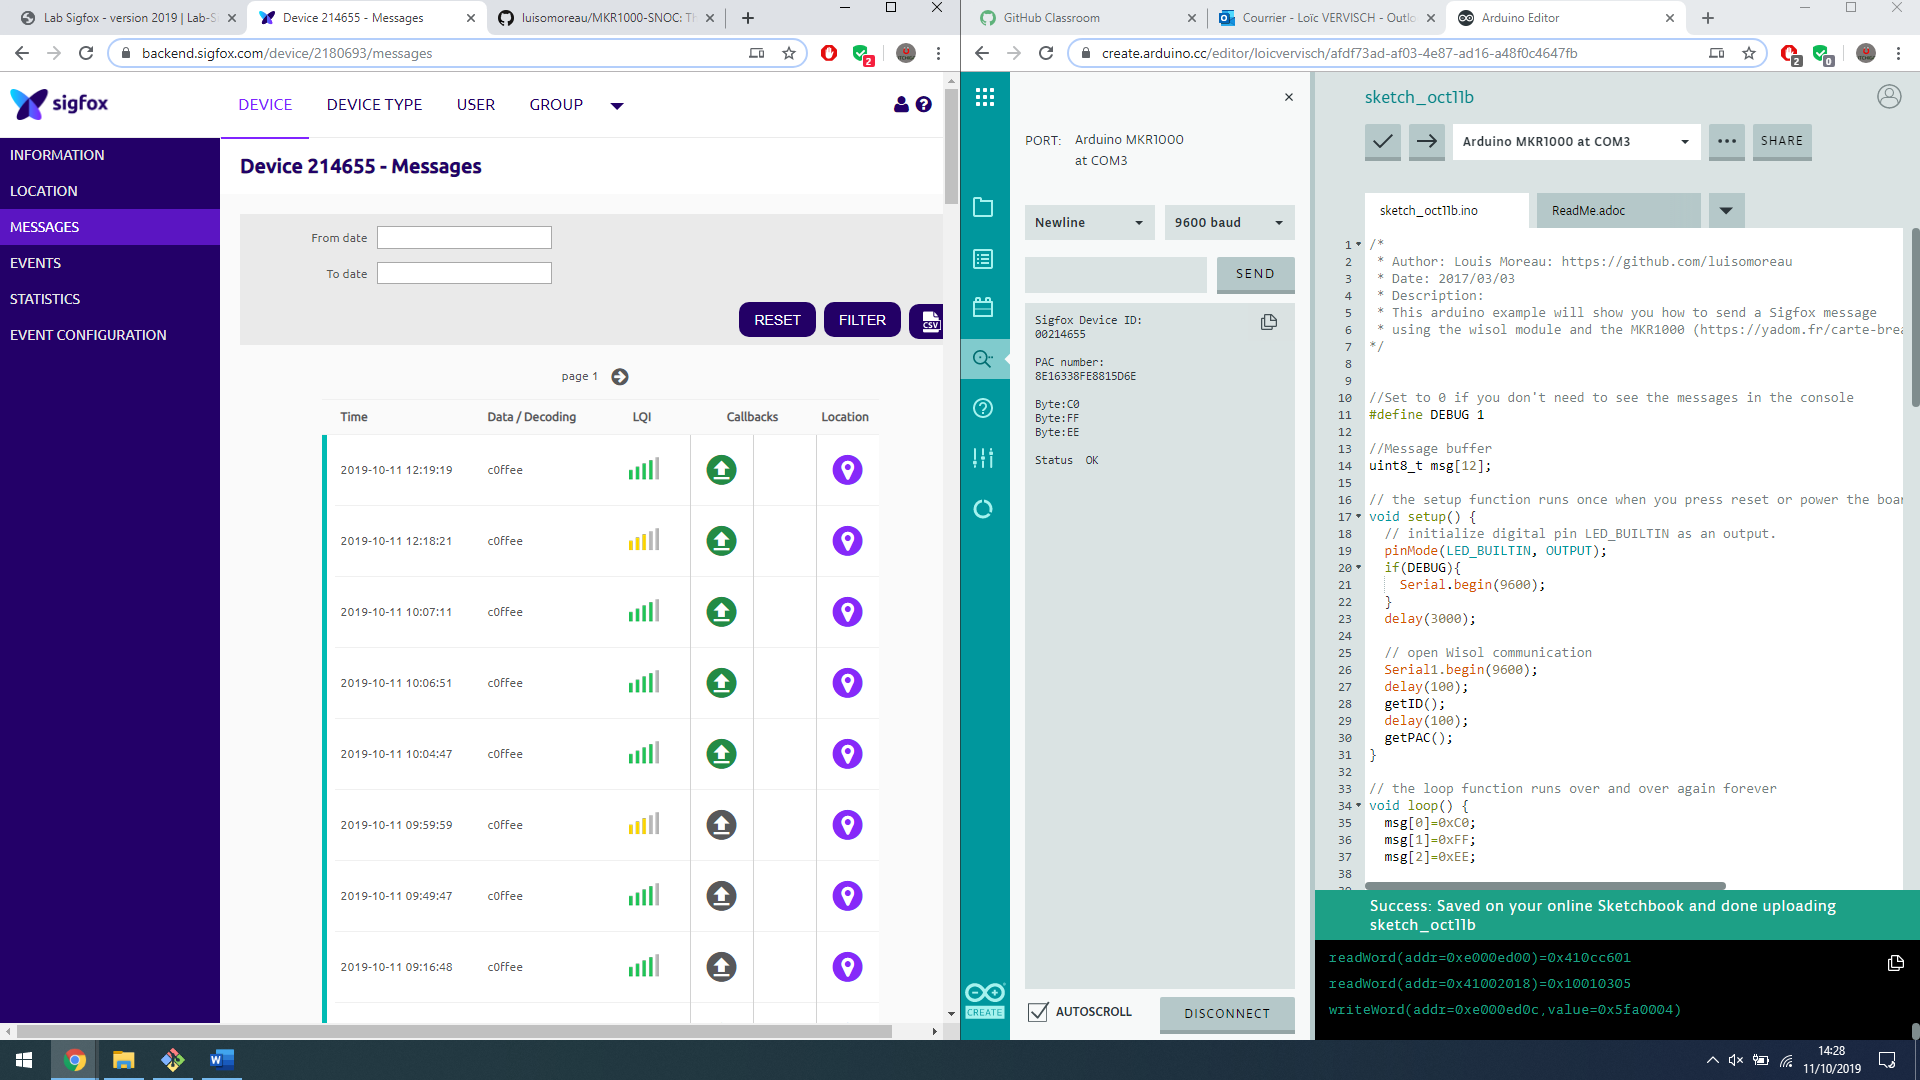 Lab Sigfox - version 2019 | Lab-S
Device 214655 - Messages
luisomoreau/MKR1000-SNOC: Th
backend.sigfox.com/device/2180693/messages
2
sigfox
DEVICE
DEVICE TYPE
USER
GROUP
INFORMATION
LOCATION
MESSAGES
EVENTS
STATISTICS
EVENT CONFIGURATION
Device 214655 - Messages
From date
To date
RESET
FILTER
CSV
page 1
Time Data / Decoding LQI Callbacks Location
2019-10-11 12:19:19 c0ffee
2019-10-11 12:18:21 c0ffee
2019-10-11 10:07:11 c0ffee
2019-10-11 10:06:51 c0ffee
2019-10-11 10:04:47 c0ffee
2019-10-11 09:59:59 c0ffee
2019-10-11 09:49:47 c0ffee
2019-10-11 09:16:48 c0ffee
GitHub Classroom
Courrier - Loïc VERVISCH - Outlo
Arduino Editor
create.arduino.cc/editor/loicvervisch/afdf73ad-af03-4e87-ad16-a48f0c4647fb
2
0
PORT: Arduino MKR1000
at COM3
Newline
9600 baud
SEND
Sigfox Device ID:
00214655
PAC number:
8E16338FE8815D6E
Byte:C0
Byte:FF
Byte:EE
Status OK
AUTOSCROLL
DISCONNECT
CREATE
sketch_oct11b
Arduino MKR1000 at COM3
SHARE
sketch_oct11b.ino
ReadMe.adoc
1 /*
2 * Author: Louis Moreau: https://github.com/luisomoreau
3 * Date: 2017/03/03
4 * Description:
5 * This arduino example will show you how to send a Sigfox message
6 * using the wisol module and the MKR1000 (https://yadom.fr/carte-brea
7 */
8
9
10 //Set to 0 if you don't need to see the messages in the console
11 #define DEBUG 1
12
13 //Message buffer
14 uint8_t msg[12];
15
16 // the setup function runs once when you press reset or power the boar
17 void setup() {
18 // initialize digital pin LED_BUILTIN as an output.
19 pinMode(LED_BUILTIN, OUTPUT);
20 if(DEBUG){
21 Serial.begin(9600);
22 }
23 delay(3000);
24
25 // open Wisol communication
26 Serial1.begin(9600);
27 delay(100);
28 getID();
29 delay(100);
30 getPAC();
31 }
32
33 // the loop function runs over and over again forever
34 void loop() {
35 msg[0]=0xC0;
36 msg[1]=0xFF;
37 msg[2]=0xEE;
38
Success: Saved on your online Sketchbook and done uploading
sketch_oct11b
readWord(addr=0xe000ed00)=0x410cc601
readWord(addr=0x41002018)=0x10010305
writeWord(addr=0xe000ed0c,value=0x5fa0004)
14:28
11/10/2019